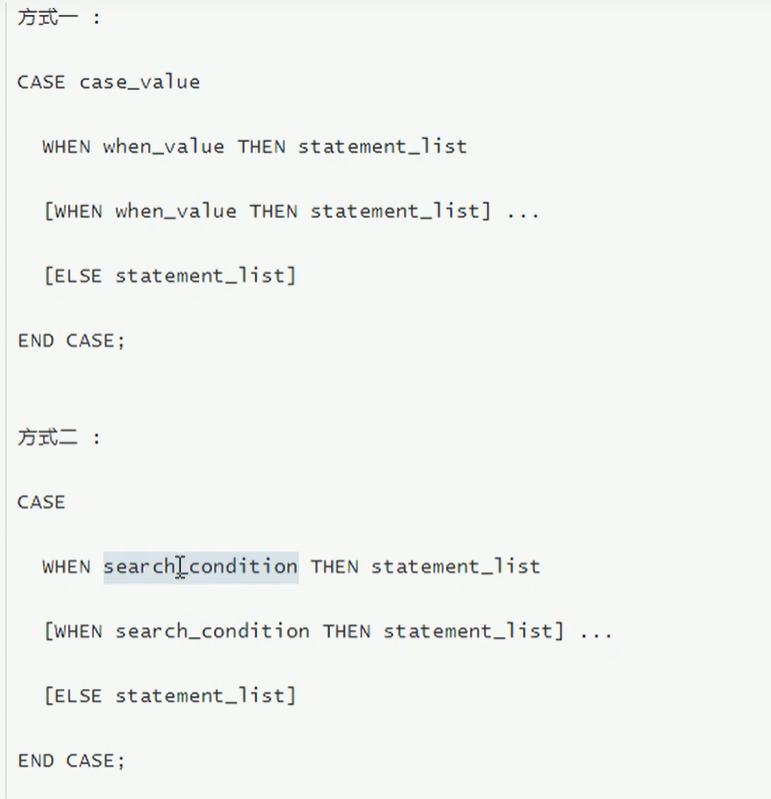 方式一 :
CASE case_value
WHEN when_value THEN statement_list
[WHEN when_value THEN statement_list] ...
[ELSE statement_list]
END CASE;
方式二 :
CASE
WHEN search_condition THEN statement_list
[WHEN search_condition THEN statement_list] ...
[ELSE statement_list]
END CASE;